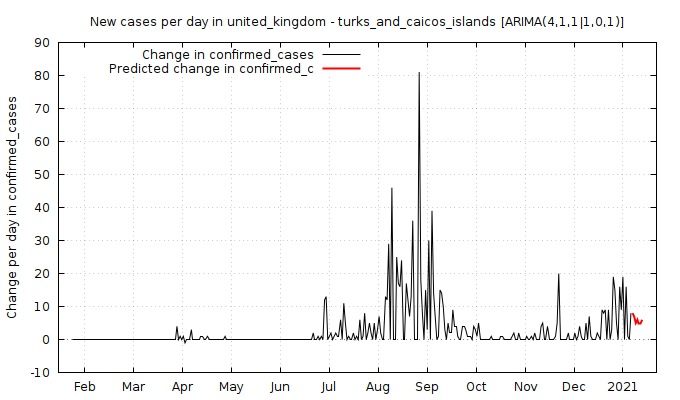 New cases per day in united_kingdom - turks_and_caicos_islands [ARIMA(4,1,1|1,0,1)]
Change in confirmed_cases
Predicted change in confirmed_c
Change per day in confirmed_cases
90
80
70
60
50
40
30
20
10
0
-10
Feb Mar Apr May Jun Jul Aug Sep Oct Nov Dec 2021